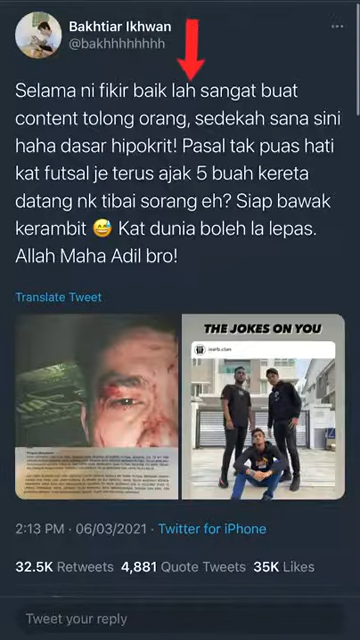 Bakhtiar Ikhwan
@bakhhhhhhhh
Selama ni fikir baik lah sangat buat
content tolong orang, sedekah sana sini
haha dasar hipokrit! Pasal tak puas hati
kat futsal je terus ajak 5 buah kereta
datang nk tibai sorang eh? Siap bawak
kerambit 😅 Kat dunia boleh la lepas.
Allah Maha Adil bro!
Translate Tweet
THE JOKES ON YOU
2:13 PM · 06/03/2021 · Twitter for iPhone
32.5K Retweets 4,881 Quote Tweets 35K Likes
Tweet your reply